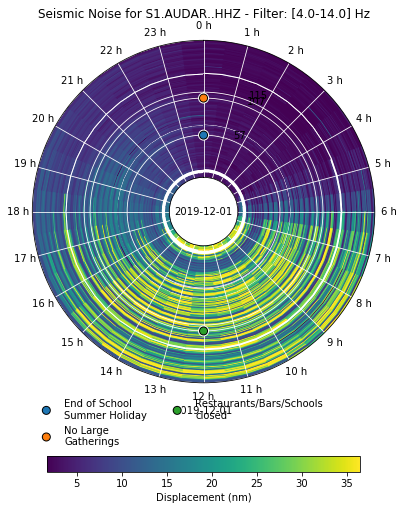 Seismic Noise for S1.AUDAR..HHZ - Filter: [4.0-14.0] Hz
0 h
23 h
1 h
22 h
2 h
21 h
3 h
20 h
4 h
19 h
5 h
18 h
2019-12-01
6 h
17 h
7 h
16 h
8 h
15 h
9 h
14 h
10 h
13 h
11 h
12 h
2019-12-01
End of School
Summer Holiday
Restaurants/Bars/Schools
closed
No Large
Gatherings
5
10
15
20
25
30
35
Displacement (nm)